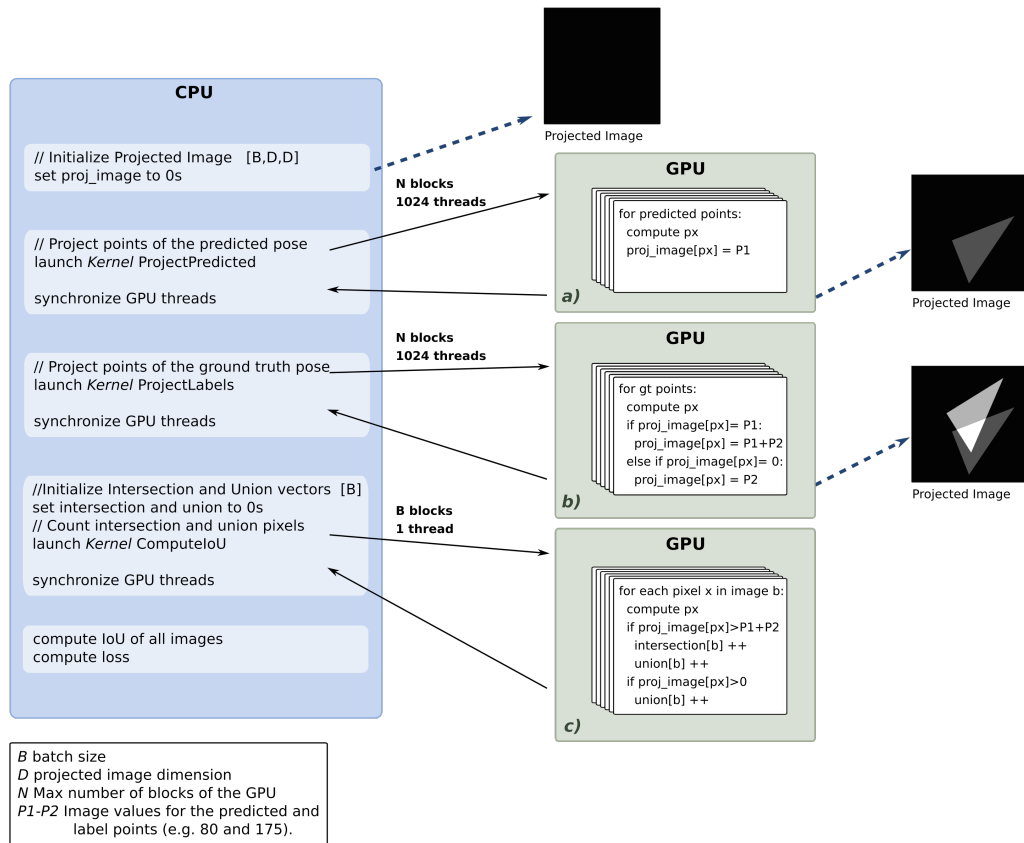 CPU
// Initialize Projected Image [B,D,D]
set proj_image to 0s
// Project points of the predicted pose
launch Kernel ProjectPredicted
synchronize GPU threads
// Project points of the ground truth pose
launch Kernel ProjectLabels
synchronize GPU threads
//Initialize Intersection and Union vectors [B]
set intersection and union to 0s
// Count intersection and union pixels
launch Kernel ComputeIoU
synchronize GPU threads
compute IoU of all images
compute loss
N blocks
1024 threads
N blocks
1024 threads
B blocks
1 thread
Projected Image
GPU
for predicted points:
compute px
proj_image[px] = P1
a)
Projected Image
GPU
for gt points:
compute px
if proj_image[px]= P1:
proj_image[px] = P1+P2
else if proj_image[px]= 0:
proj_image[px] = P2
b)
Projected Image
GPU
for each pixel x in image b:
compute px
if proj_image[px]>P1+P2
intersection[b] ++
union[b] ++
if proj_image[px]>0
union[b] ++
c)
B batch size
D projected image dimension
N Max number of blocks of the GPU
P1-P2 Image values for the predicted and
label points (e.g. 80 and 175).